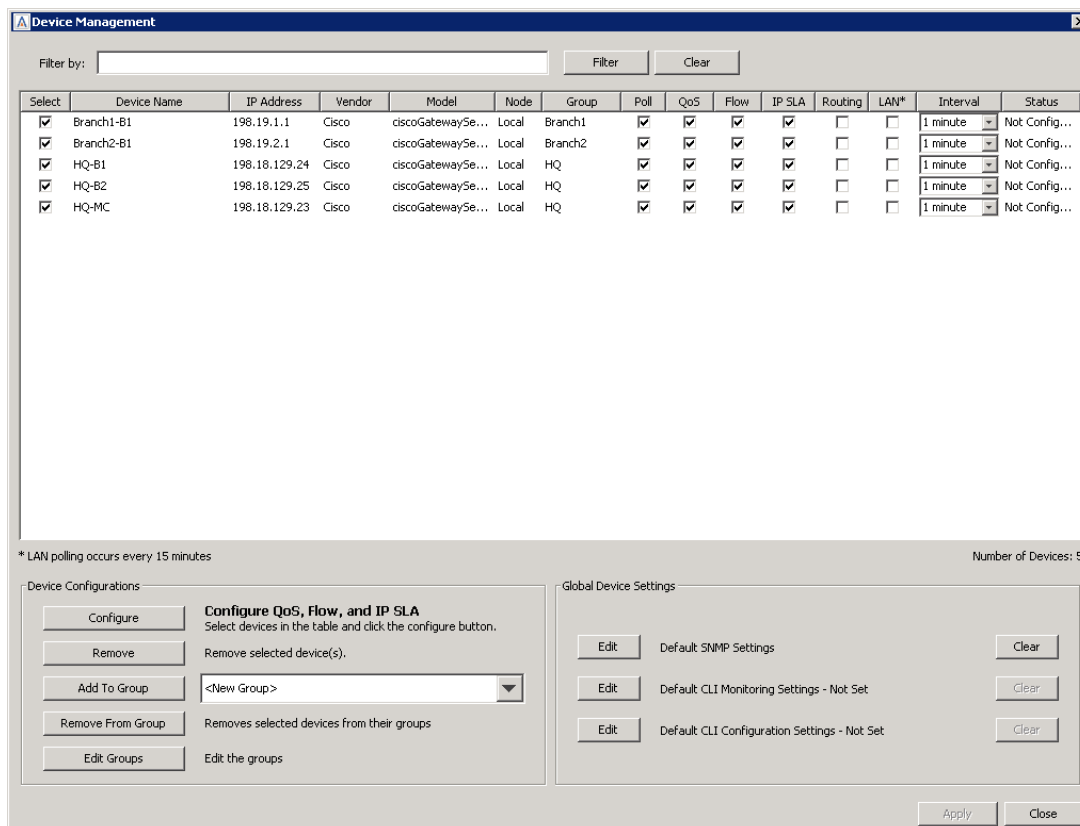 Device Management
Filter by: Filter Clear
Select Device Name IP Address Vendor Model Node Group Poll QoS Flow IP SLA Routing LAN* Interval Status
Branch1-B1 198.19.1.1 Cisco ciscoGatewaySe... Local Branch1 1 minute Not Config...
Branch2-B1 198.19.2.1 Cisco ciscoGatewaySe... Local Branch2 1 minute Not Config...
HQ-B1 198.18.129.24 Cisco ciscoGatewaySe... Local HQ 1 minute Not Config...
HQ-B2 198.18.129.25 Cisco ciscoGatewaySe... Local HQ 1 minute Not Config...
HQ-MC 198.18.129.23 Cisco ciscoGatewaySe... Local HQ 1 minute Not Config...
* LAN polling occurs every 15 minutes Number of Devices: 5
Device Configurations
Configure Configure QoS, Flow, and IP SLA
Select devices in the table and click the configure button.
Remove Remove selected device(s).
Add To Group <New Group>
Remove From Group Removes selected devices from their groups
Edit Groups Edit the groups
Global Device Settings
Edit Default SNMP Settings Clear
Edit Default CLI Monitoring Settings - Not Set Clear
Edit Default CLI Configuration Settings - Not Set Clear
Apply Close